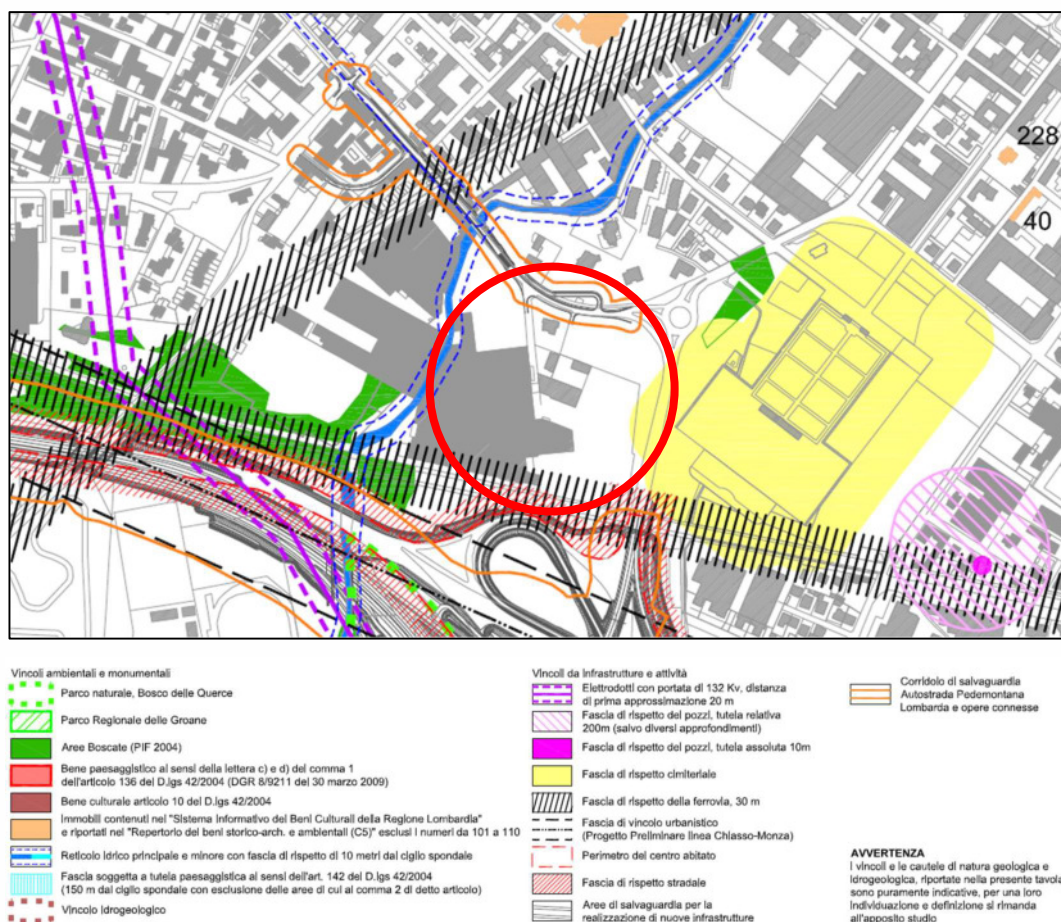 228
40
Vincoli ambientali e monumentali
Parco naturale, Bosco delle Querce
Parco Regionale delle Groane
Aree Boscate (PIF 2004)
Bene paesaggistico ai sensi della lettera c) e d) del comma 1
dell'articolo 136 del D.lgs 42/2004 (DGR 8/9211 del 30 marzo 2009)
Bene culturale articolo 10 del D.lgs 42/2004
Immobili contenuti nel "Sistema Informativo dei Beni Culturali della Regione Lombardia"
e riportati nel "Repertorio dei beni storico-arch. e ambientali (C5)" esclusi i numeri da 101 a 110
Reticolo idrico principale e minore con fascia di rispetto di 10 metri dal ciglio spondale
Fascia soggetta a tutela paesaggistica ai sensi dell'art. 142 del D.lgs 42/2004
(150 m dal ciglio spondale con esclusione delle aree di cui al comma 2 di detto articolo)
Vincolo idrogeologico
Vincoli da infrastrutture e attività
Elettrodotti con portata di 132 Kv, distanza
di prima approssimazione 20 m
Fascia di rispetto dei pozzi, tutela relativa
200m (salvo diversi approfondimenti)
Fascia di rispetto dei pozzi, tutela assoluta 10m
Fascia di rispetto cimiteriale
Fascia di rispetto della ferrovia, 30 m
Fascia di vincolo urbanistico
(Progetto Preliminare linea Chiasso-Monza)
Perimetro del centro abitato
Fascia di rispetto stradale
Aree di salvaguardia per la
realizzazione di nuove infrastrutture
Corridoio di salvaguardia
Autostrada Pedemontana
Lombarda e opere connesse
AVVERTENZA
I vincoli e le cautele di natura geologica e
idrogeologica, riportate nella presente tavola
sono puramente indicative, per una loro
individuazione e definizione si rimanda
all'apposito studio